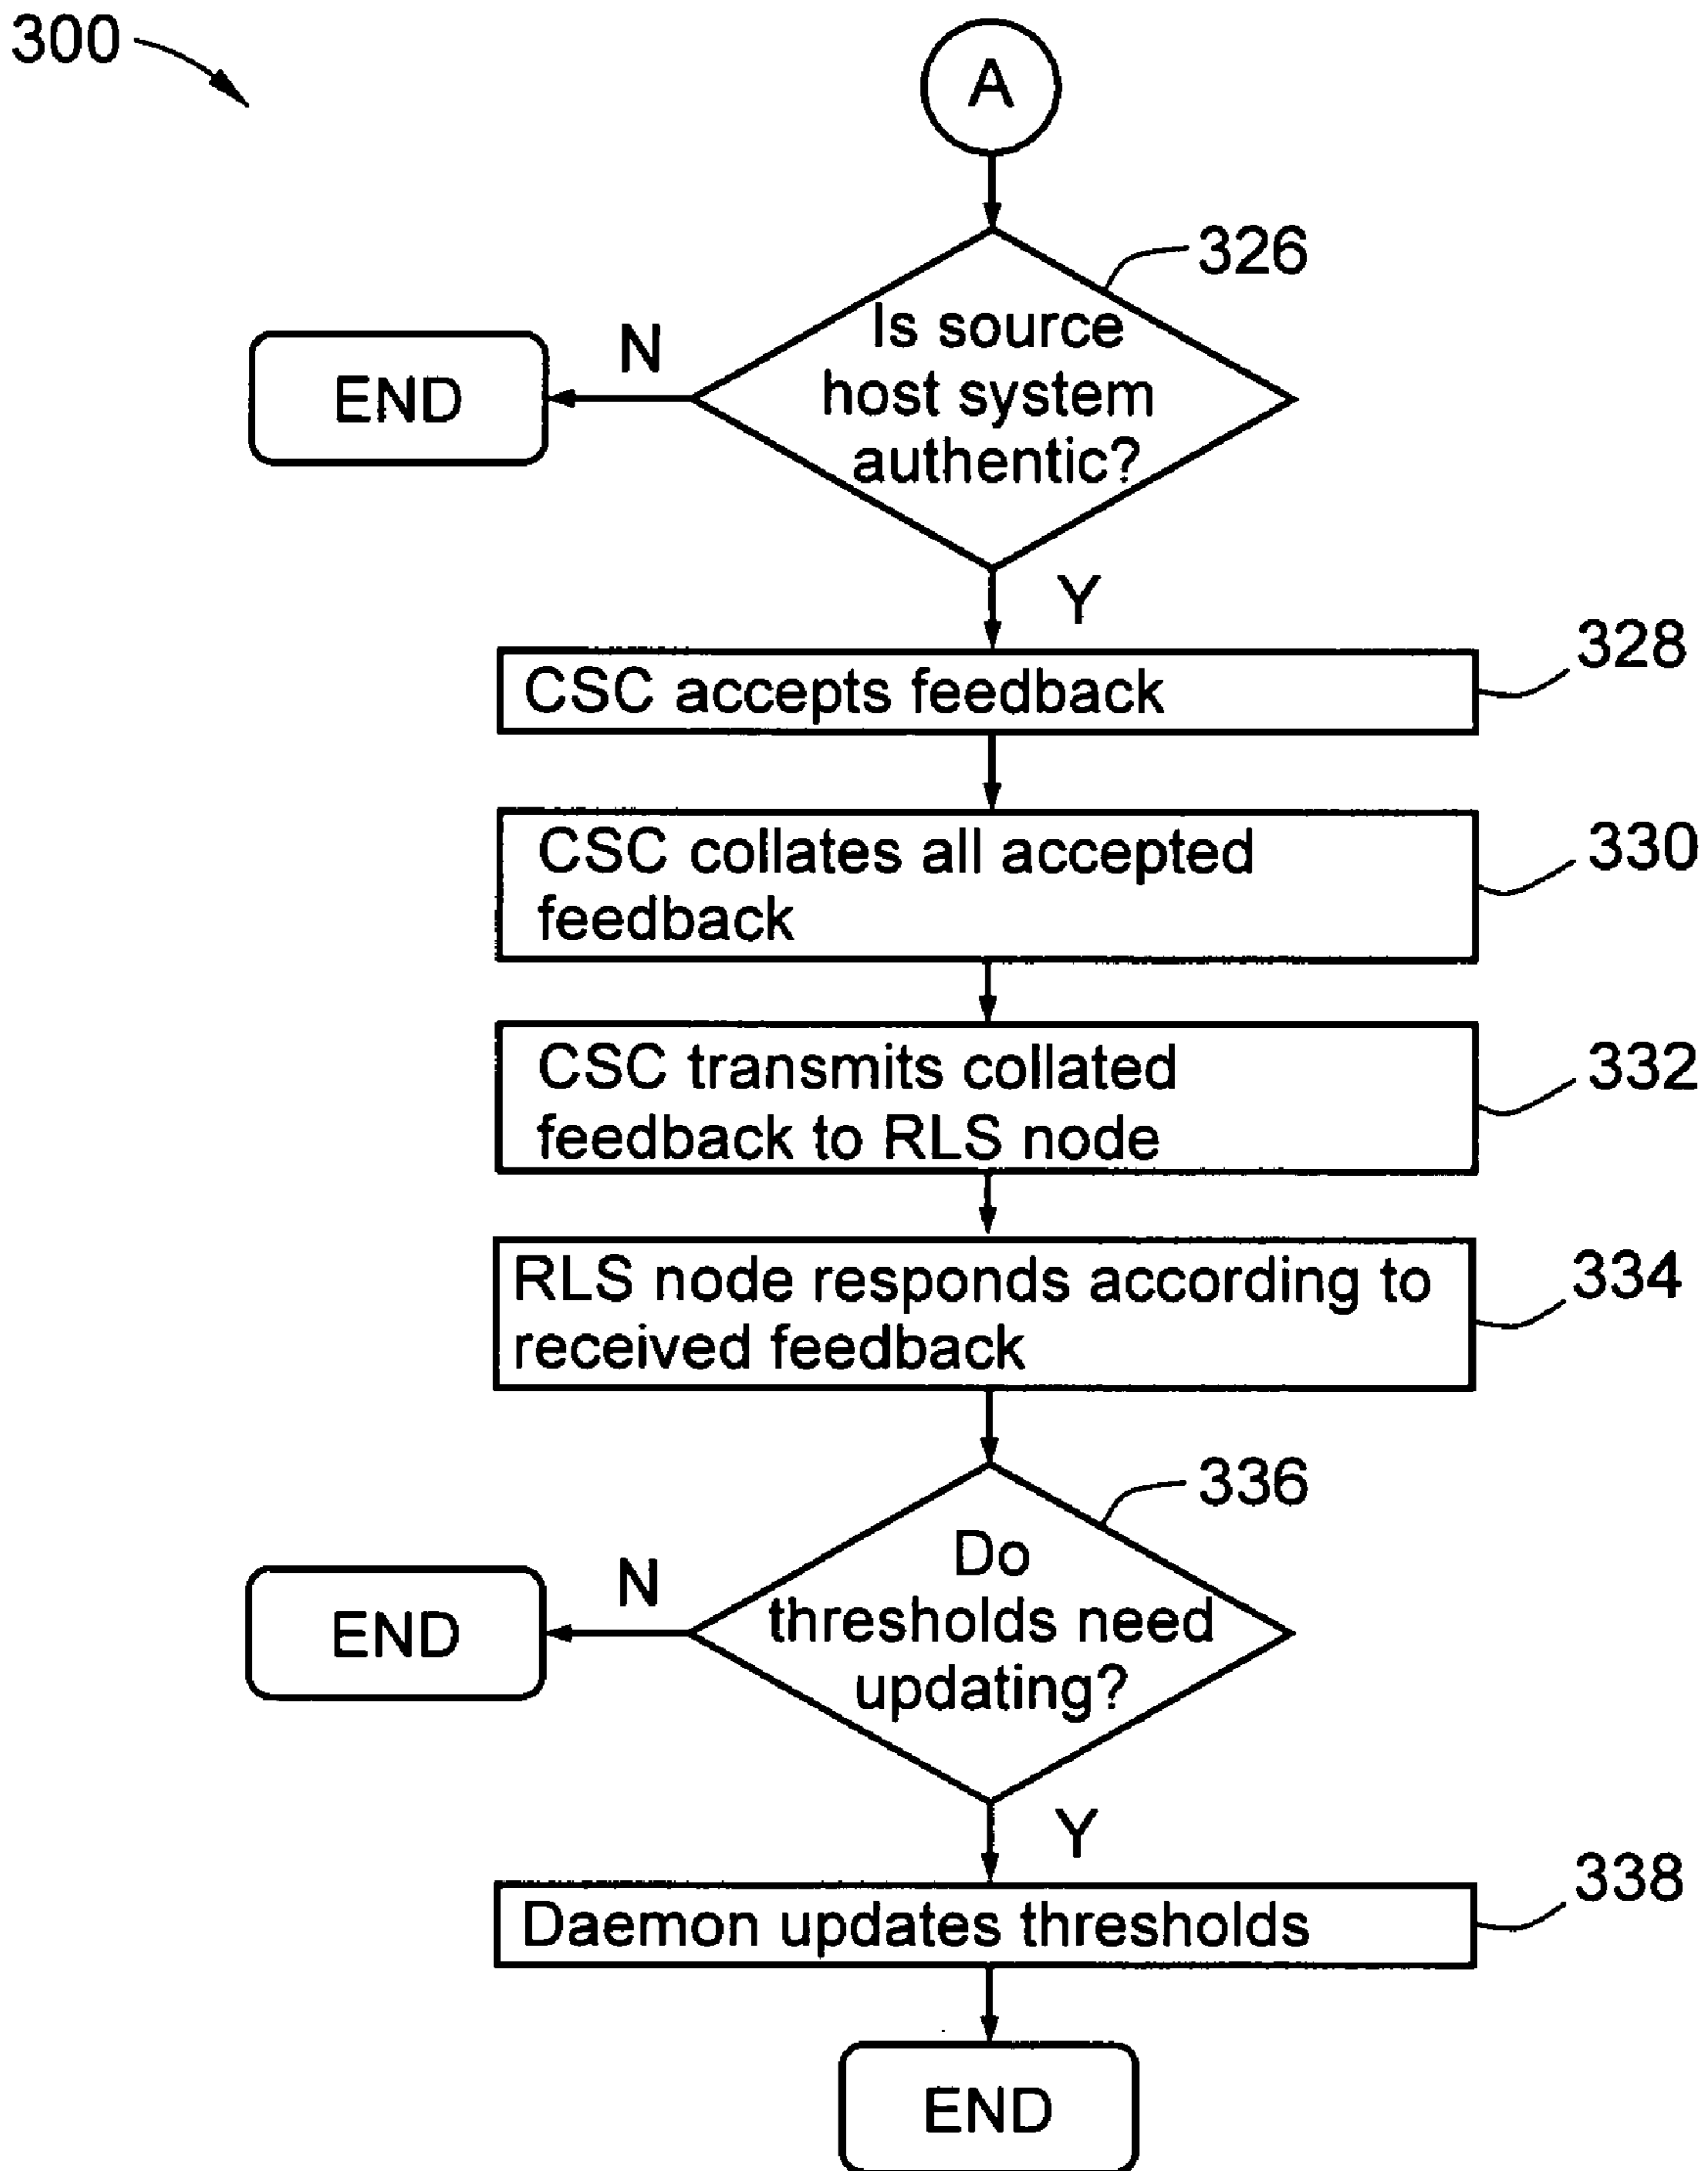 300
A
326
Is source
host system
authentic?
N
END
Y
CSC accepts feedback
328
CSC collates all accepted
feedback
330
CSC transmits collated
feedback to RLS node
332
RLS node responds according to
received feedback
334
336
Do
thresholds need
updating?
N
END
Y
Daemon updates thresholds
338
END